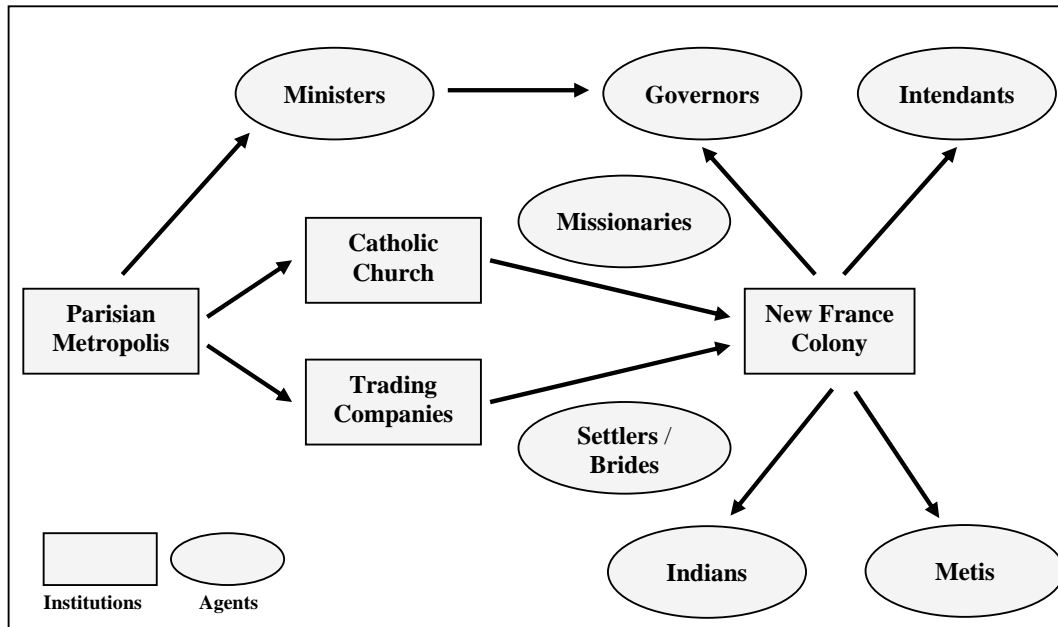 Ministers
Governors
Intendants
Missionaries
Catholic
Church
Parisian
Metropolis
New France
Colony
Trading
Companies
Settlers /
Brides
Indians
Metis
Institutions
Agents